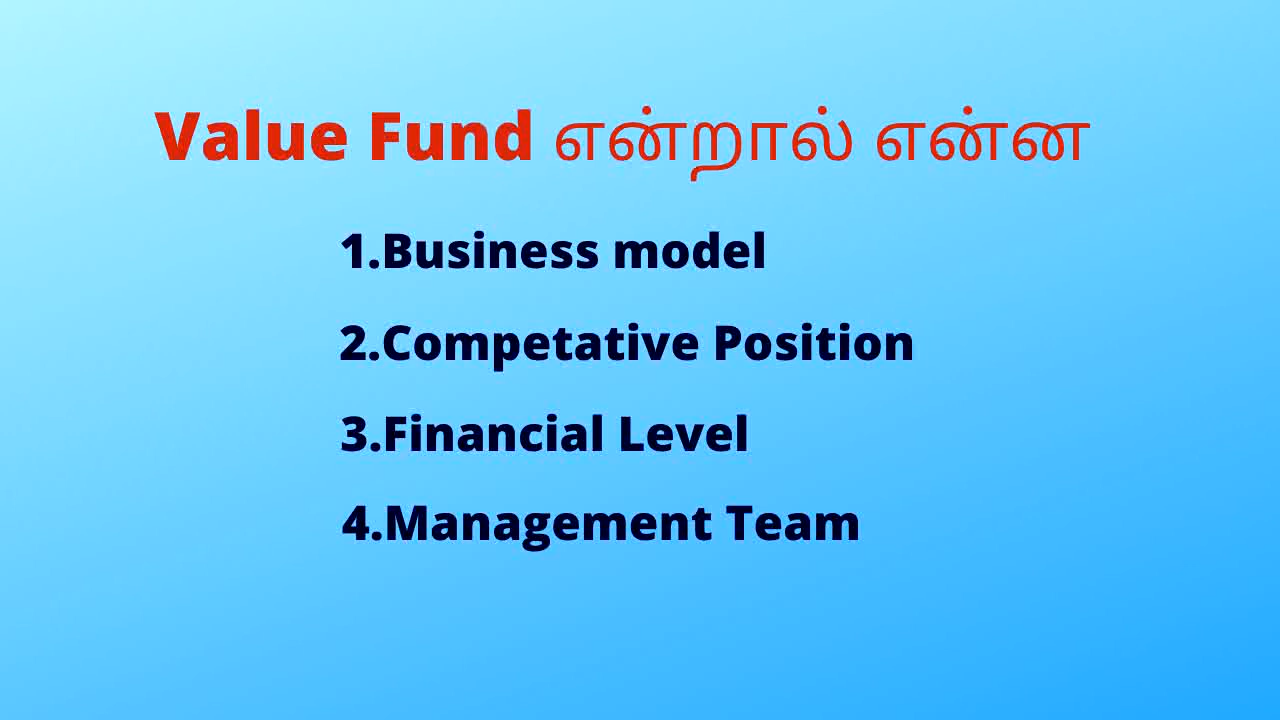 Value Fund என்றால் என்ன
1.Business model
2.Competative Position
3.Financial Level
4.Management Team